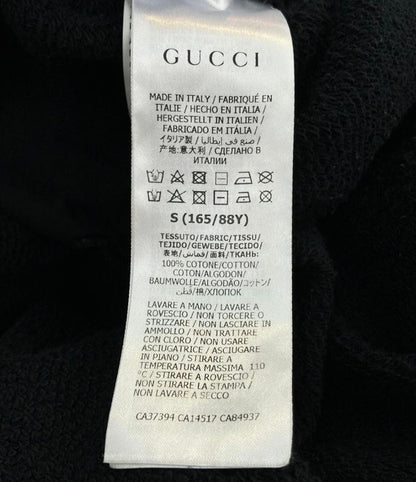 GUCCI
MADE IN ITALY / FABRIQUÉ EN
ITALIE / HECHO EN ITALIA/
HERGESTELLT IN ITALIEN/
FABRICADO EM ITÁLIA /
イタリア製 / صنع في إيطاليا /
产地:意大利 / СДЕЛАНО В
ИТАЛИИ
S (165/88Y)
TESSUTO/FABRIC/TISSU/
TEJIDO/GEWEBE/TECIDO/
表地/قماش/面料/ТКАНЬ:
100% COTONE/COTTON/
COTON/ALGODON/
BAUMWOLLE/ALGODÃO/コットン/
قطن/棉/ХЛОПОК
LAVARE A MANO / LAVARE A
ROVESCIO / NON TORCERE O
STRIZZARE / NON LASCIARE IN
AMMOLLO / NON TRATTARE
CON CLORO / NON USARE
ASCIUGATRICE / ASCIUGARE
IN PIANO / STIRARE A
TEMPERATURA MASSIMA 110
°C / STIRARE A ROVESCIO /
NON STIRARE LA STAMPA /
NON LAVARE A SECCO
CA37394 CA14517 CA84937